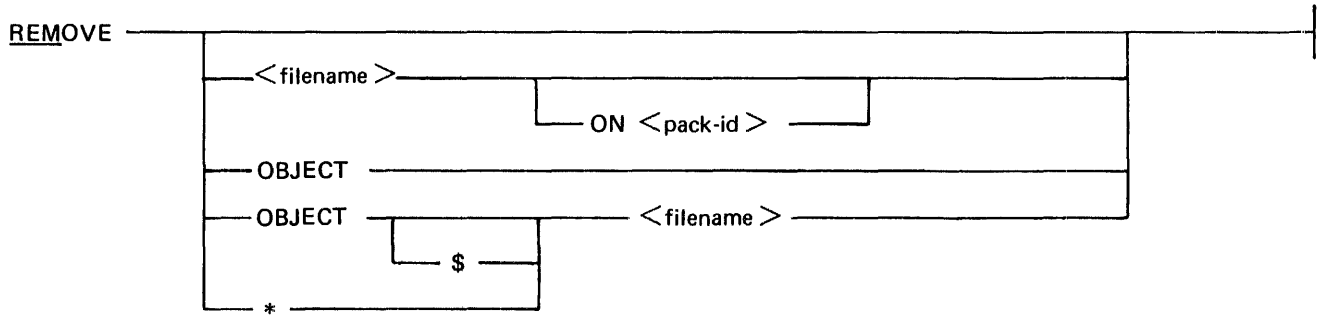 REMOVE
<filename>
ON <pack-id>
OBJECT
OBJECT <filename>
$
*